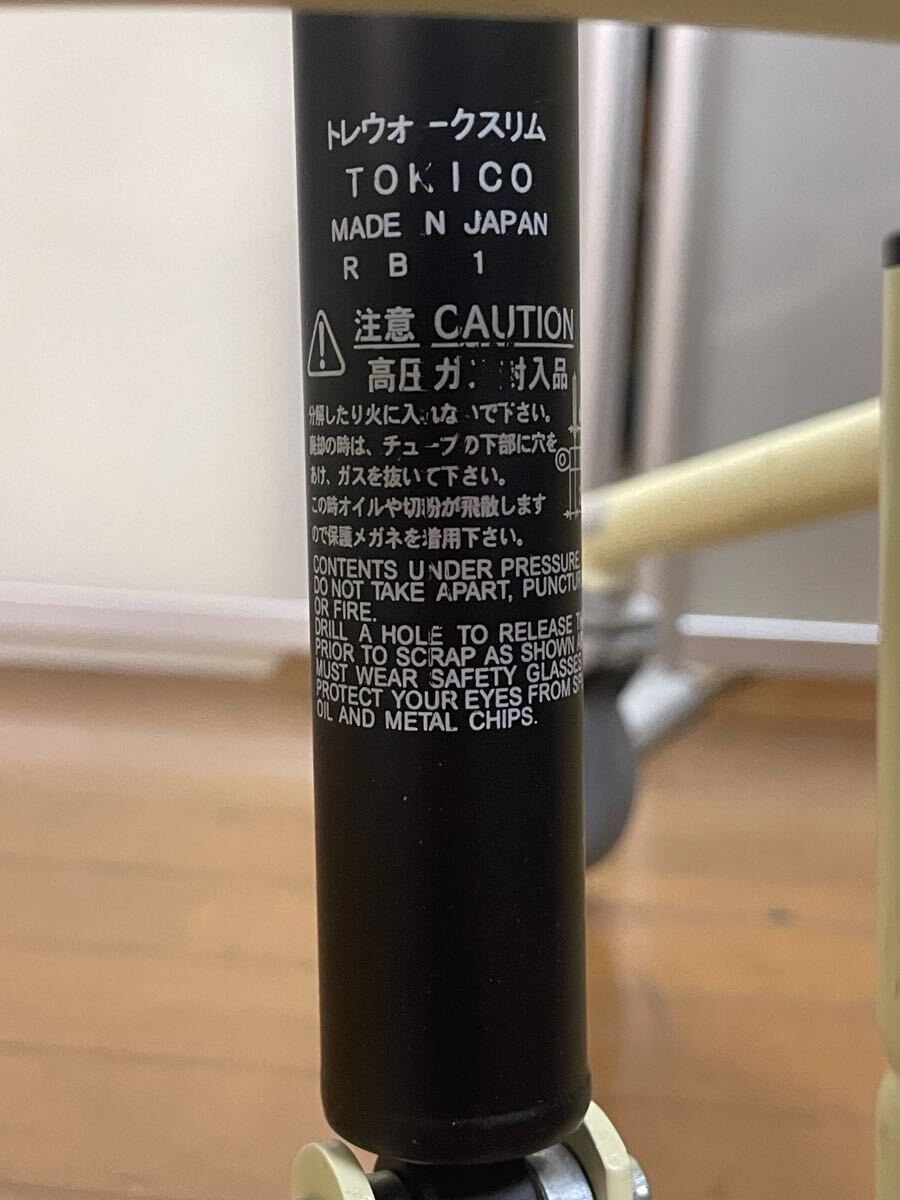 トレウオークスリム
TOKICO
MADE N JAPAN
R B 1
注意 CAUTION
高圧ガ 封入品
分解したり火に入れないで下さい。
廃却の時は、チューブの下部に穴を
あけ、ガスを抜いて下さい。
この時オイルや切粉が飛散します
ので保護メガネを着用下さい。
CONTENTS UNDER PRESSURE
DO NOT TAKE APART, PUNCTU
OR FIRE.
DRILL A HOLE TO RELEASE
PRIOR TO SCRAP AS SHOWN
MUST WEAR SAFETY GLASSES
PROTECT YOUR EYES FROM
OIL AND METAL CHIPS.